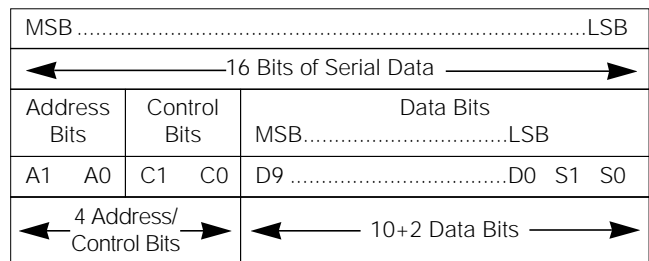 MSB........................................................................LSB
16 Bits of Serial Data
Address Bits
Control Bits
Data Bits
MSB.................................LSB
A1 A0 C1 C0 D9...................................D0 S1 S0
4 Address/
Control Bits
10+2 Data Bits